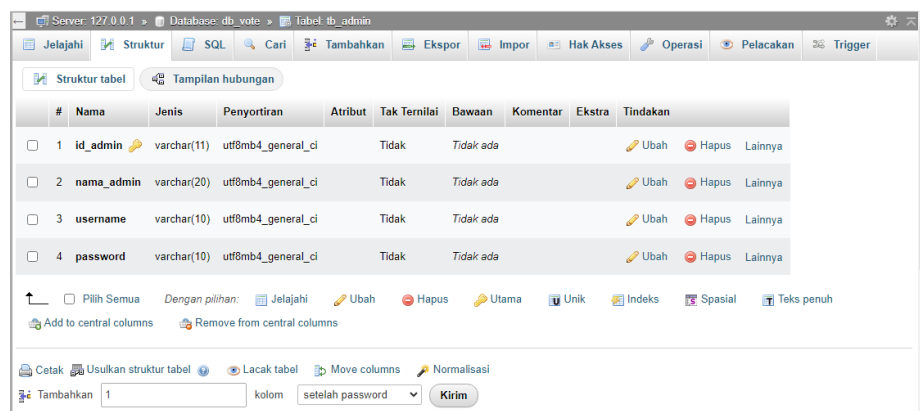 Server: 127.0.0.1 » Database: db_vote » Tabel: tb_admin
Jelajahi Struktur SQL Cari Tambahkan Ekspor Impor Hak Akses Operasi Pelacakan Trigger
Struktur tabel Tampilan hubungan
# Nama Jenis Penyortiran Atribut Tak Ternilai Bawaan Komentar Ekstra Tindakan
1 id_admin varchar(11) utf8mb4_general_ci Tidak Tidak ada Ubah Hapus Lainnya
2 nama_admin varchar(20) utf8mb4_general_ci Tidak Tidak ada Ubah Hapus Lainnya
3 username varchar(10) utf8mb4_general_ci Tidak Tidak ada Ubah Hapus Lainnya
4 password varchar(10) utf8mb4_general_ci Tidak Tidak ada Ubah Hapus Lainnya
Pilih Semua Dengan pilihan: Jelajahi Ubah Hapus Utama Unik Indeks Spasial Teks penuh
Add to central columns Remove from central columns
Cetak Usulkan struktur tabel Lacak tabel Move columns Normalisasi
Tambahkan 1 kolom setelah password Kirim